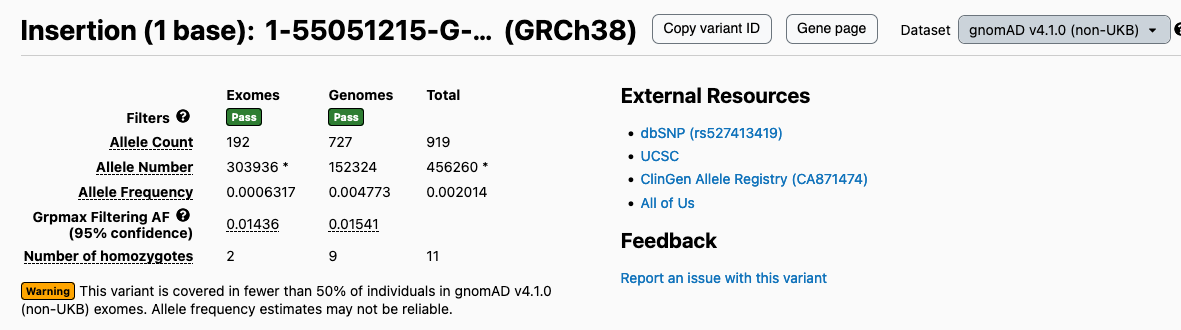 Insertion (1 base): 1-55051215-G-... (GRCh38) Copy variant ID Gene page Dataset gnomAD v4.1.0 (non-UKB)
Exomes Genomes Total
Filters ? Pass Pass
Allele Count 192 727 919
Allele Number 303936 * 152324 456260 *
Allele Frequency 0.0006317 0.004773 0.002014
Grpmax Filtering AF ?
(95% confidence) 0.01436 0.01541
Number of homozygotes 2 9 11
Warning This variant is covered in fewer than 50% of individuals in gnomAD v4.1.0
(non-UKB) exomes. Allele frequency estimates may not be reliable.
External Resources
• dbSNP (rs527413419)
• UCSC
• ClinGen Allele Registry (CA871474)
• All of Us
Feedback
Report an issue with this variant